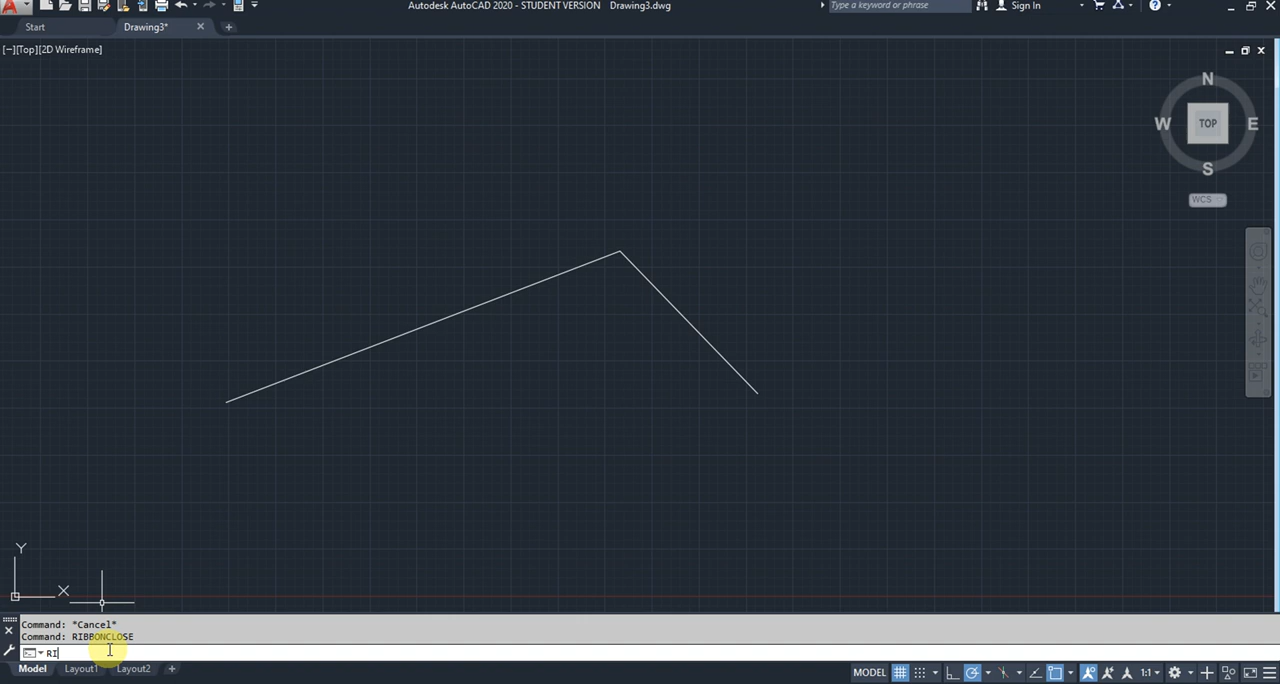 Autodesk AutoCAD 2020 - STUDENT VERSION Drawing3.dwg
Type a keyword or phrase
Sign In
Start
Drawing3*
[−][Top][2D Wireframe]
N
W
TOP
E
S
WCS
Y
X
Command: *Cancel*
Command: RIBBONCLOSE
RI
Model
Layout1
Layout2
MODEL
1:1